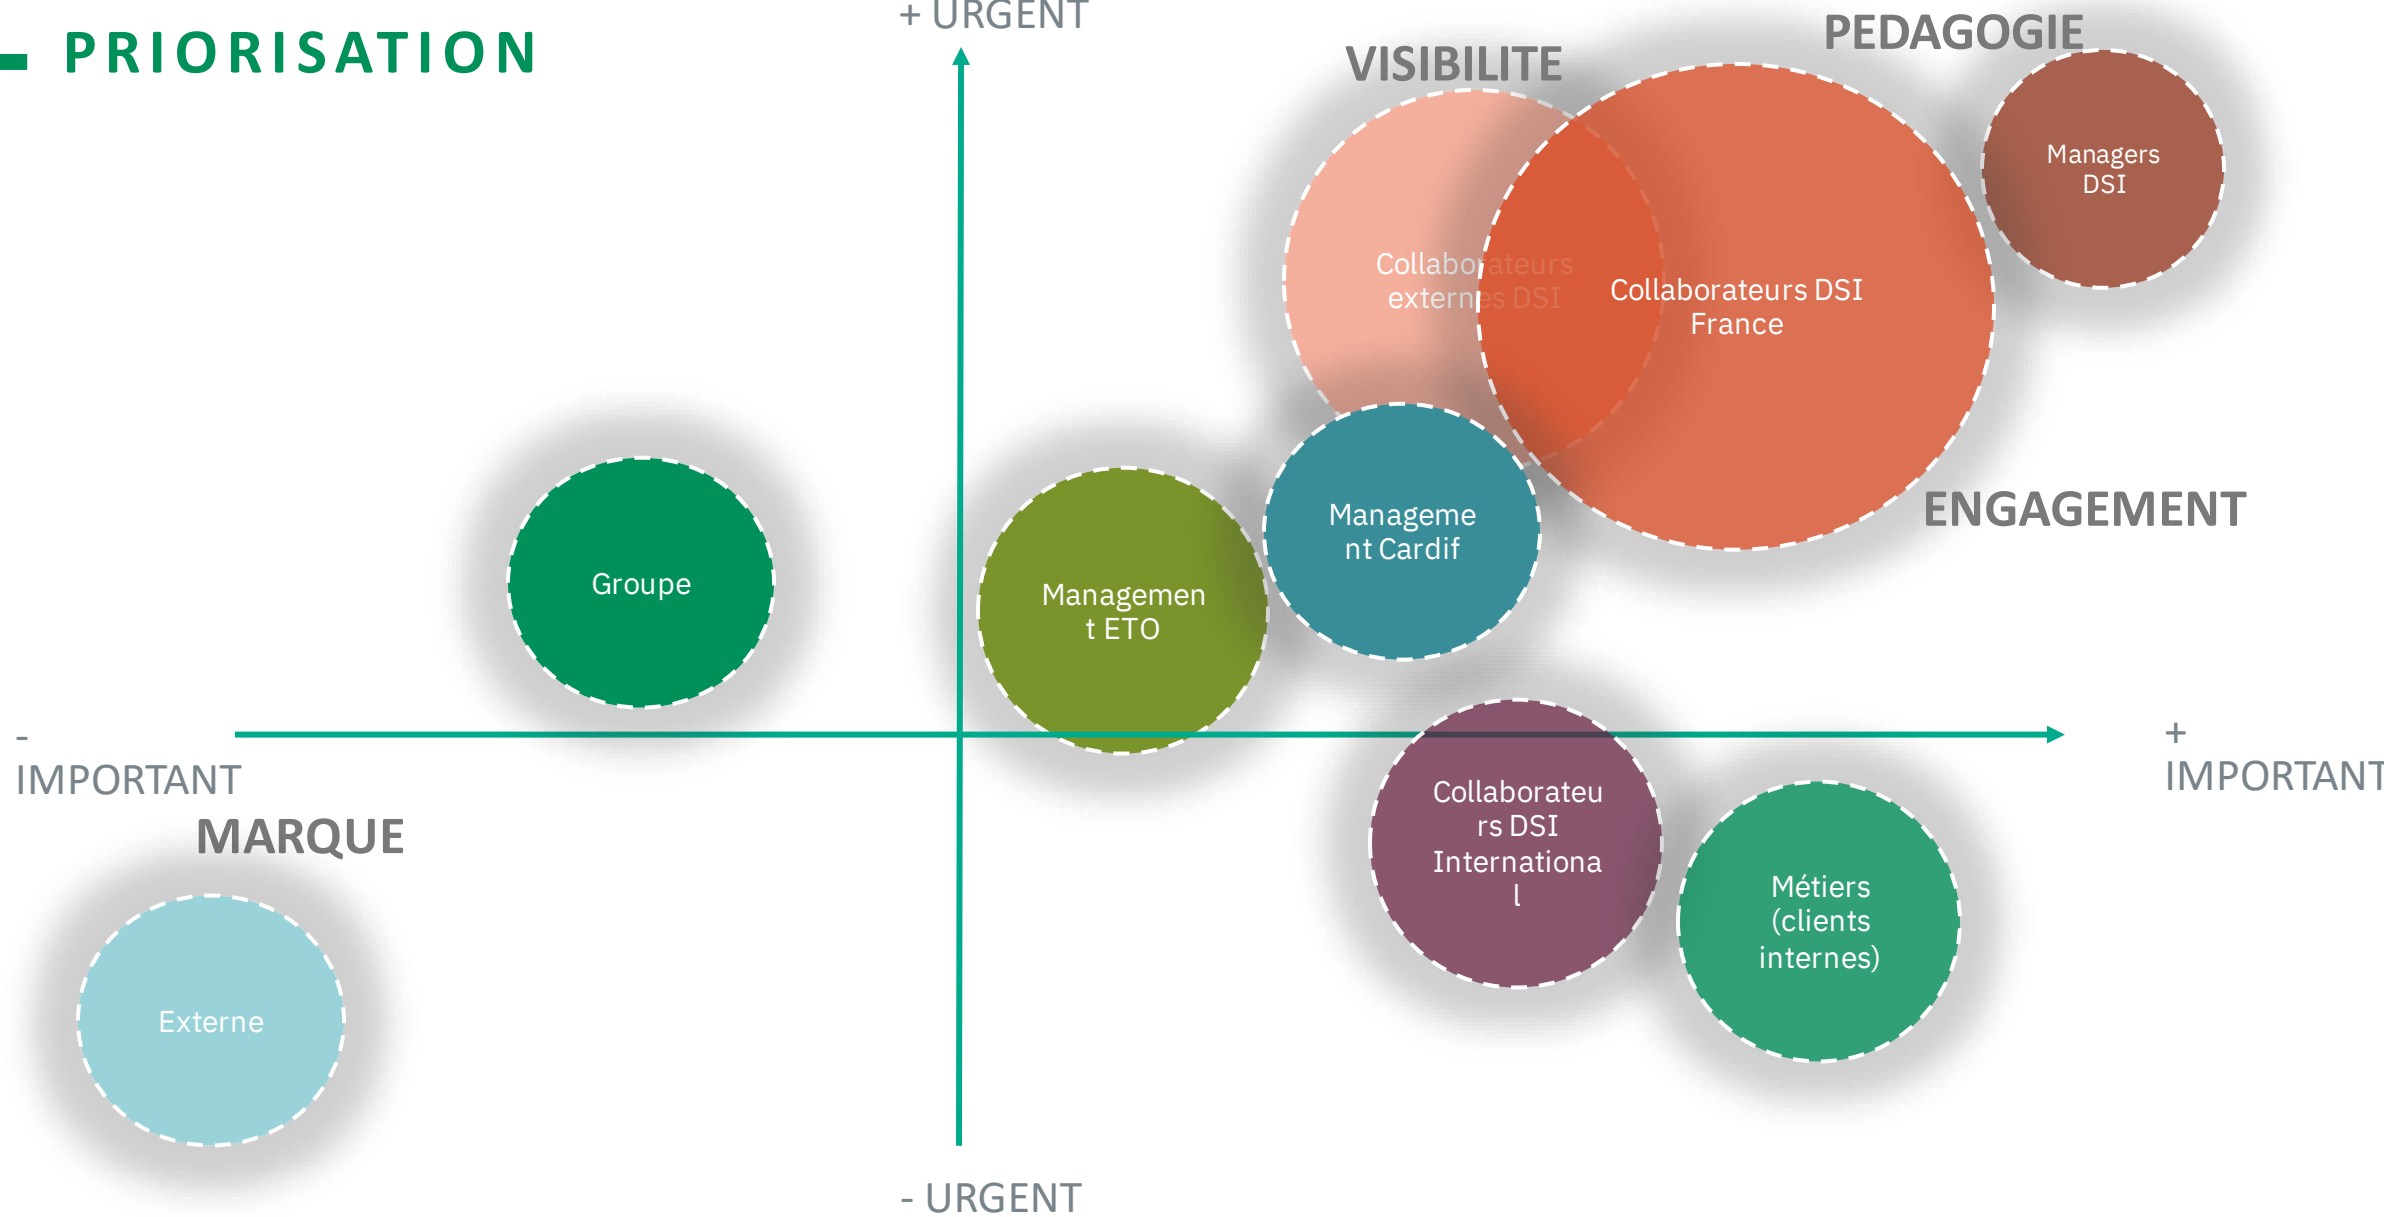 PRIORISATION
+ URGENT
VISIBILITE
PEDAGOGIE
Managers
DSI
Collaborateurs
externes DSI
Collaborateurs DSI
France
ENGAGEMENT
Manageme
nt Cardif
Groupe
Managemen
t ETO
-
IMPORTANT
+
IMPORTANT
MARQUE
Collaborateu
rs DSI
Internationa
l
Métiers
(clients
internes)
Externe
- URGENT